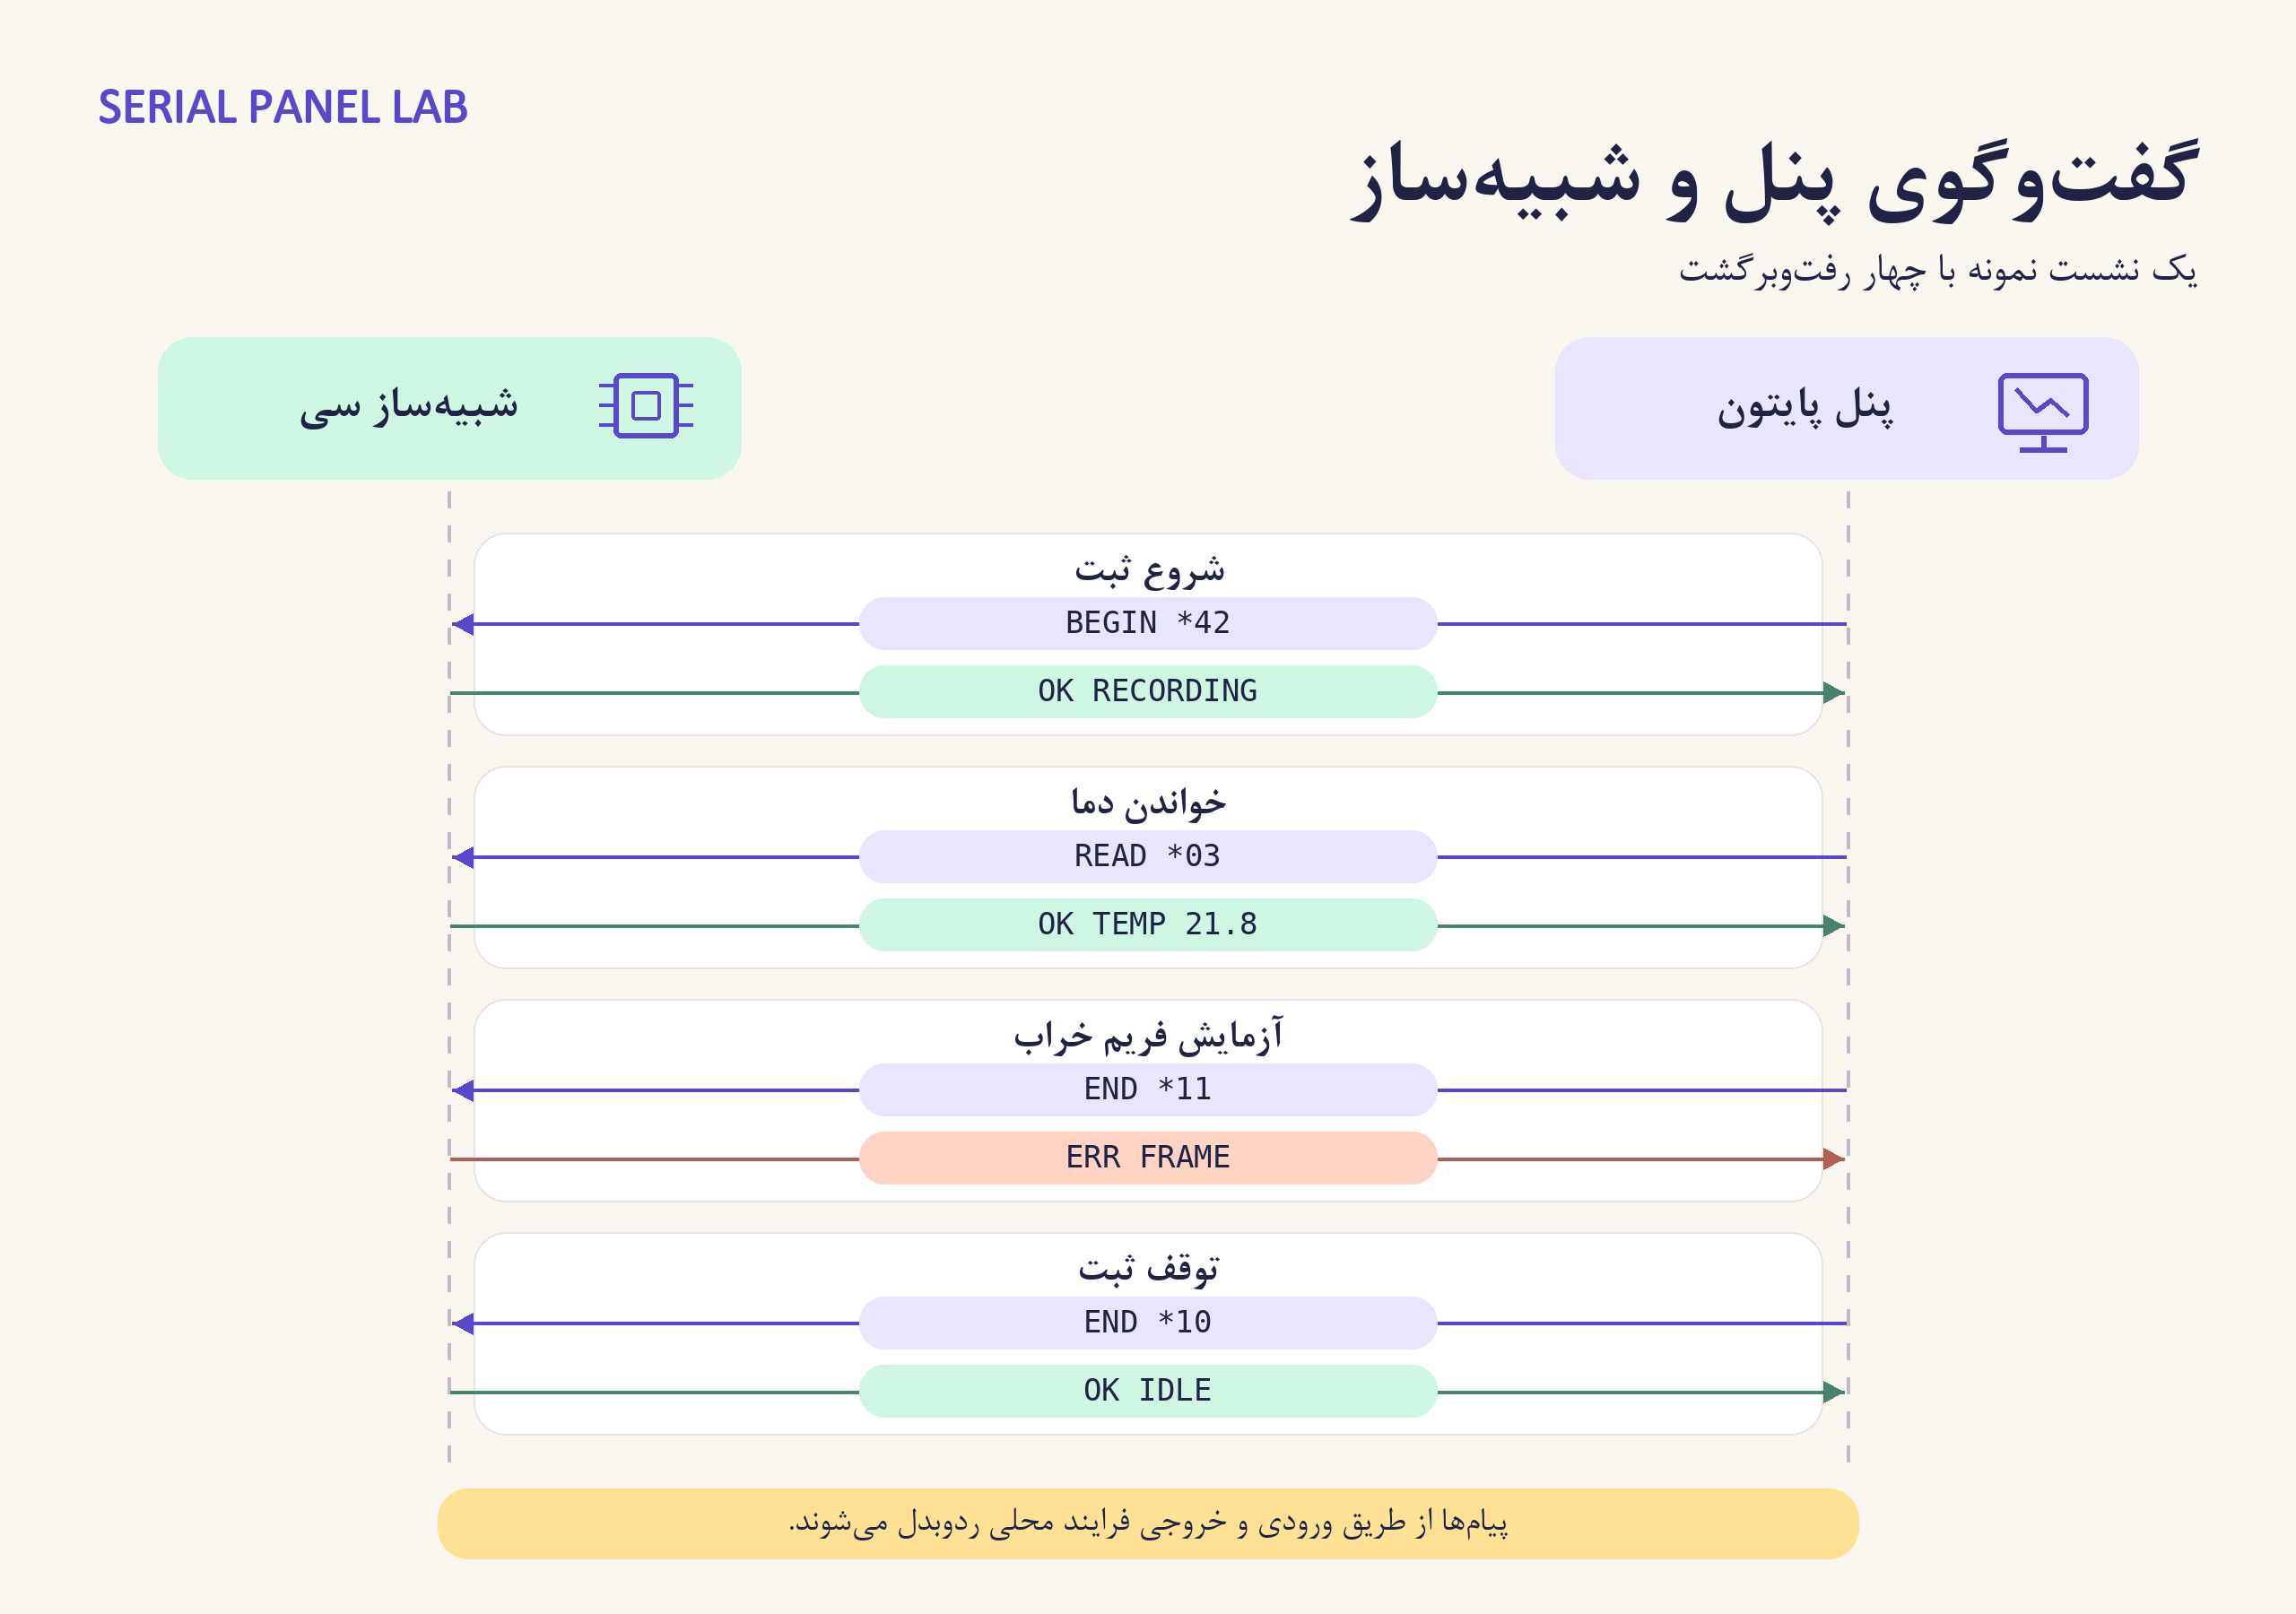 SERIAL PANEL LAB
گفت‌وگوی پنل و شبیه‌ساز
یک نشست نمونه با چهار رفت‌وبرگشت
پنل پایتون
شبیه‌ساز سی
شروع ثبت
BEGIN *42
OK RECORDING
خواندن دما
READ *03
OK TEMP 21.8
آزمایش فریم خراب
END *11
ERR FRAME
توقف ثبت
END *10
OK IDLE
پیام‌ها از طریق ورودی و خروجی فرایند محلی ردوبدل می‌شوند.